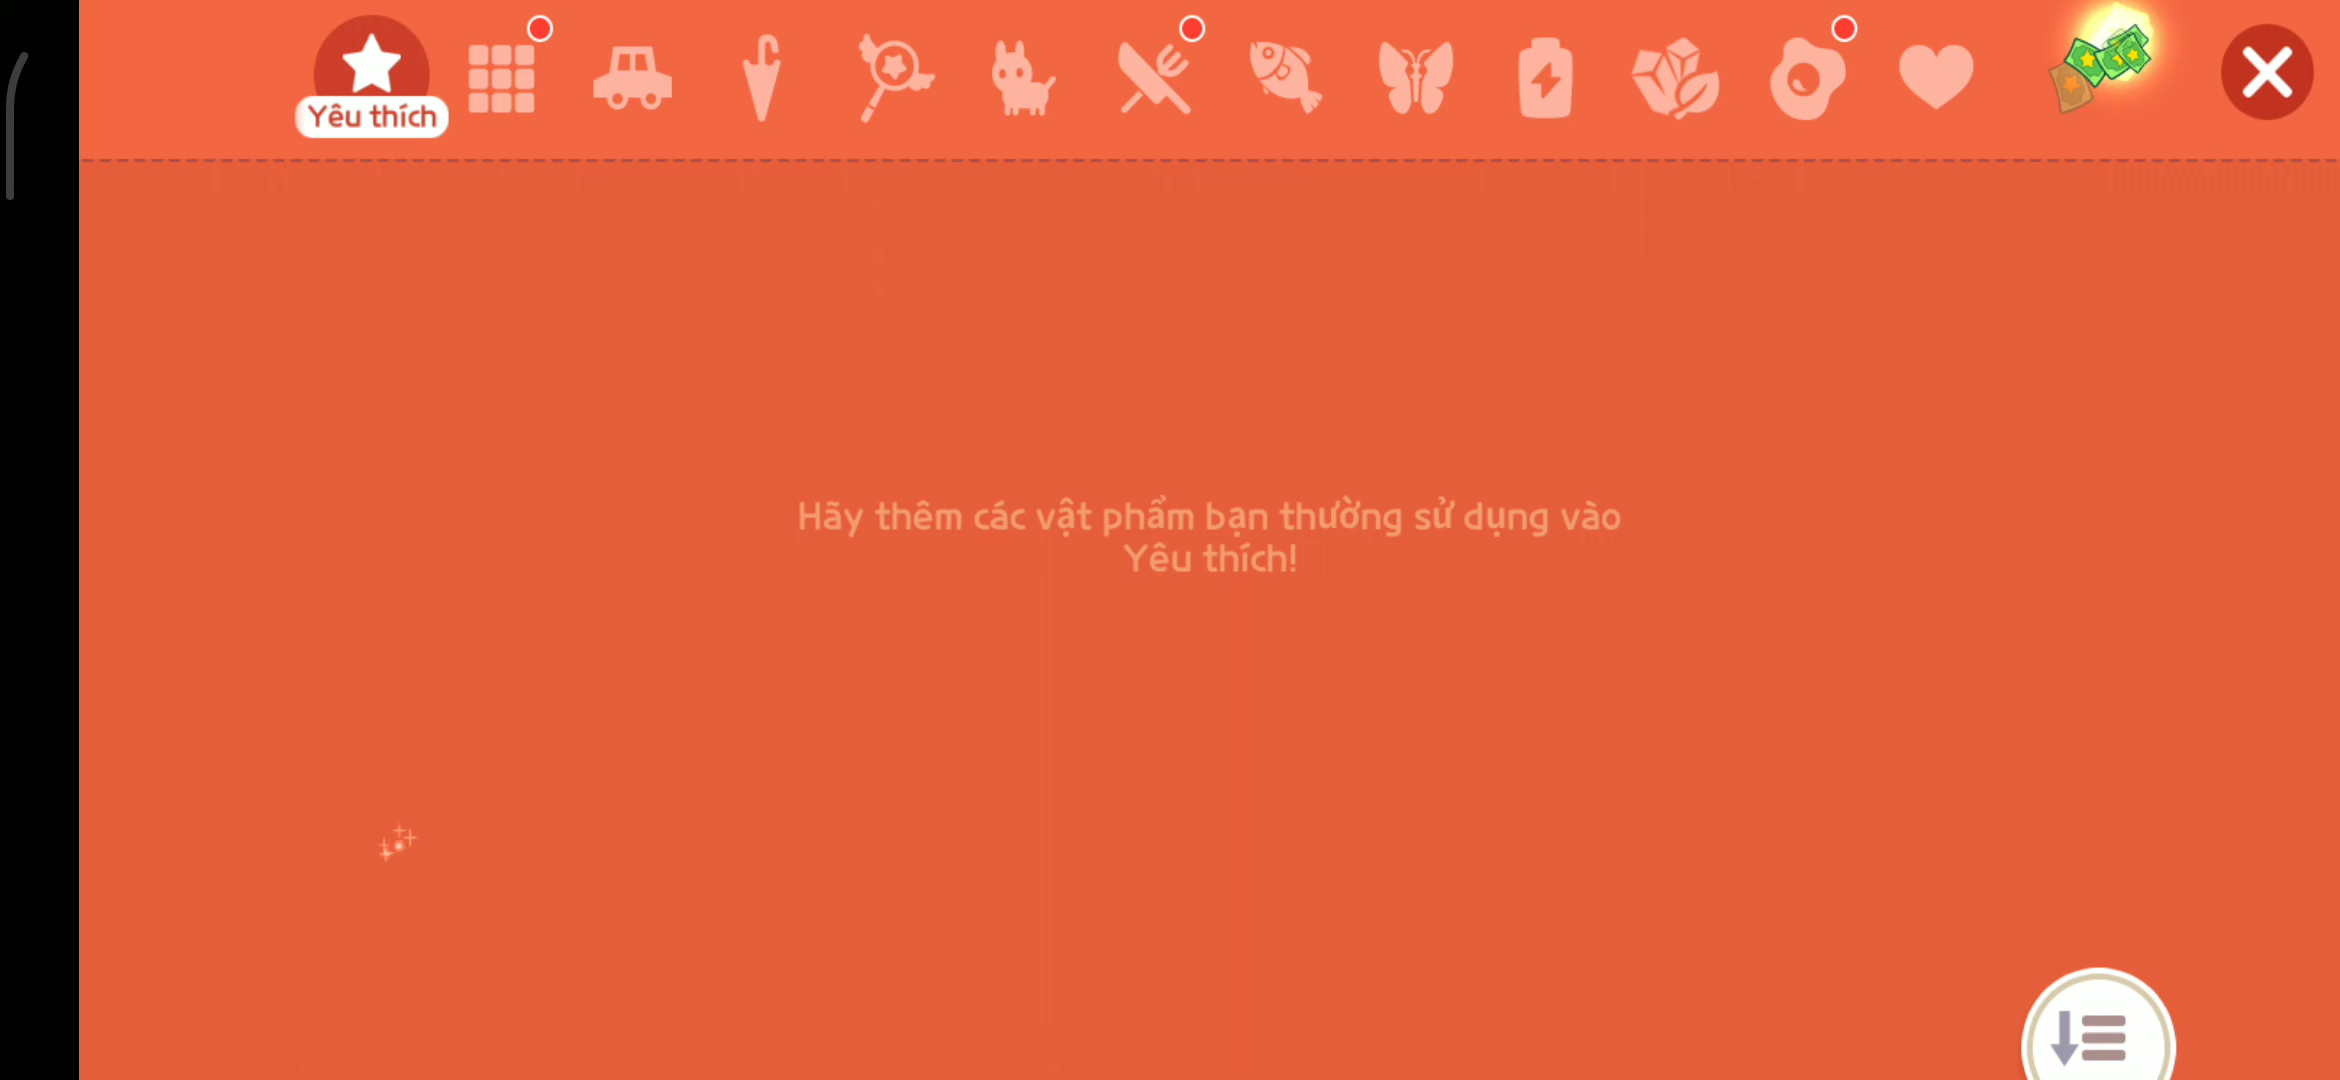 Yêu thích
Hãy thêm các vật phẩm bạn thường sử dụng vào
Yêu thích!